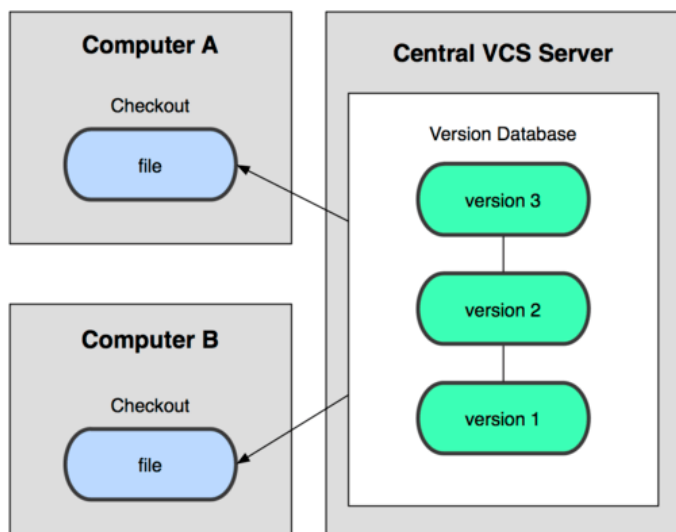 Computer A
Checkout
file
Computer B
Checkout
file
Central VCS Server
Version Database
version 3
version 2
version 1